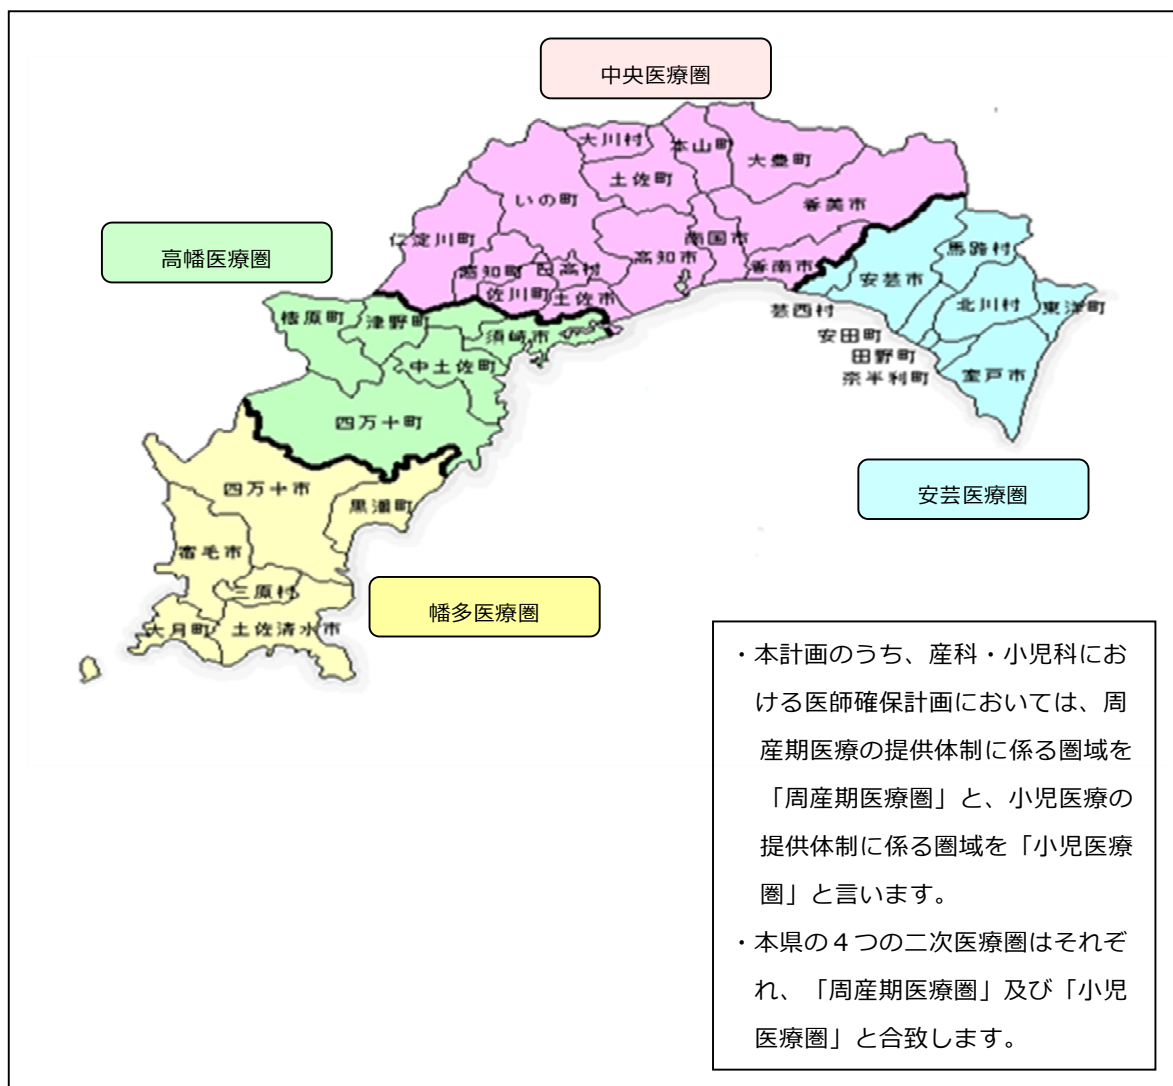 中央医療圏
大川村
本山町
大豊町
土佐町
いの町
香美市
仁淀川町
南国市
高知市
日高村
越知町
香南市
佐川町
土佐市
高幡医療圏
梼原町
津野町
須崎市
中土佐町
四万十町
馬路村
安芸市
北川村
東洋町
芸西村
安田町
田野町
奈半利町
室戸市
安芸医療圏
四万十市
黒潮町
宿毛市
三原村
大月町
土佐清水市
幡多医療圏
・本計画のうち、産科・小児科にお
ける医師確保計画においては、周
産期医療の提供体制に係る圏域を
「周産期医療圏」と、小児医療の
提供体制に係る圏域を「小児医療
圏」と言います。
・本県の４つの二次医療圏はそれぞ
れ、「周産期医療圏」及び「小児
医療圏」と合致します。